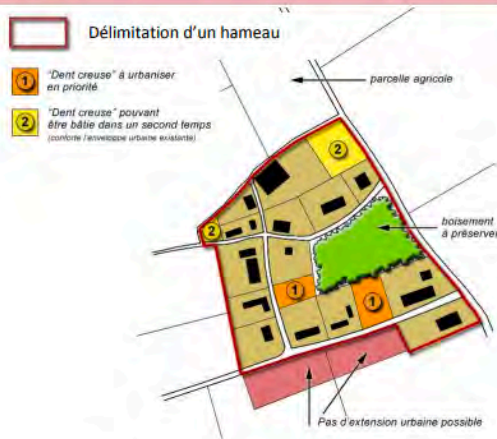 Délimitation d'un hameau
1
"Dent creuse" à urbaniser
en priorité
2
"Dent creuse" pouvant
être bâtie dans un second temps
(conforte l'enveloppe urbaine existante)
parcelle agricole
2
2
boisement
à préserver
1
1
Pas d'extension urbaine possible